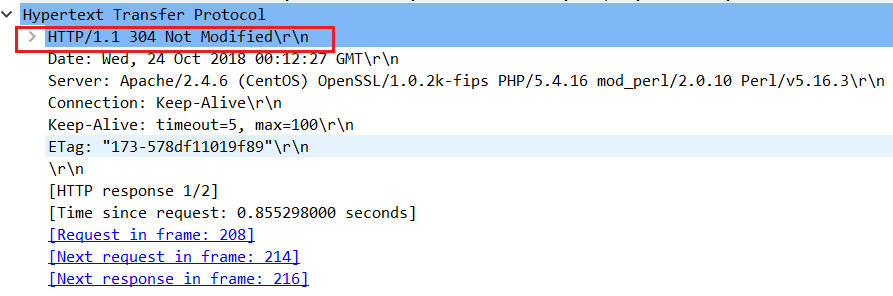 Hypertext Transfer Protocol
HTTP/1.1 304 Not Modified\r\n
Date: Wed, 24 Oct 2018 00:12:27 GMT\r\n
Server: Apache/2.4.6 (CentOS) OpenSSL/1.0.2k-fips PHP/5.4.16 mod_perl/2.0.10 Perl/v5.16.3\r\n
Connection: Keep-Alive\r\n
Keep-Alive: timeout=5, max=100\r\n
ETag: "173-578df11019f89"\r\n
\r\n
[HTTP response 1/2]
[Time since request: 0.855298000 seconds]
[Request in frame: 208]
[Next request in frame: 214]
[Next response in frame: 216]